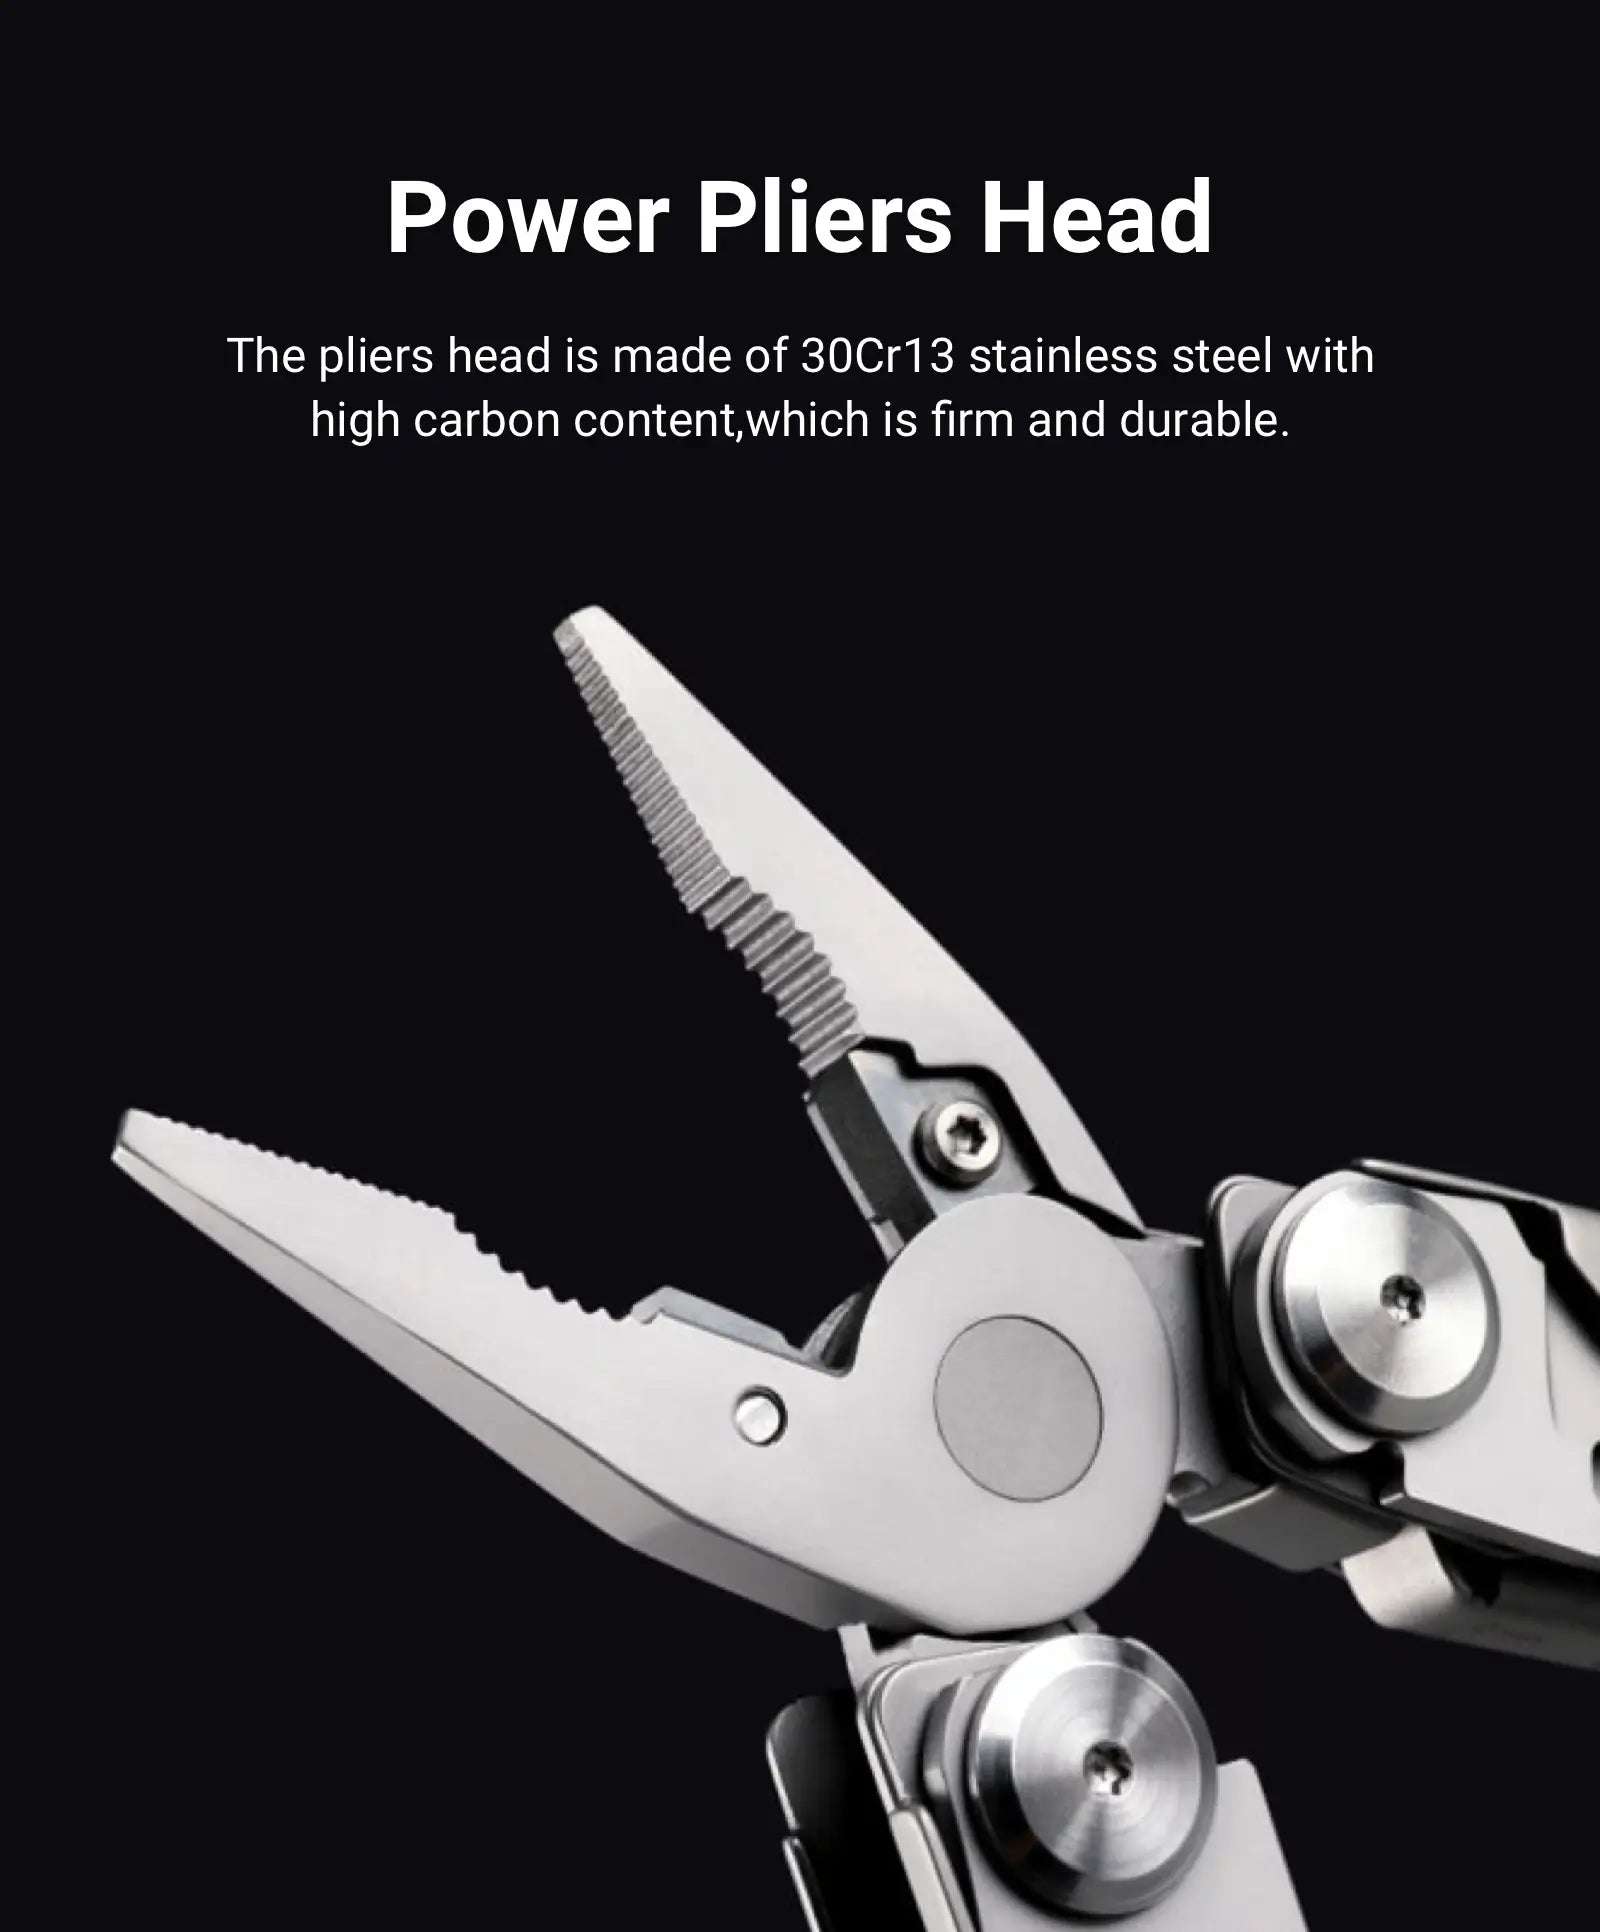 Power Pliers Head
The pliers head is made of 30Cr13 stainless steel with
high carbon content,which is firm and durable.